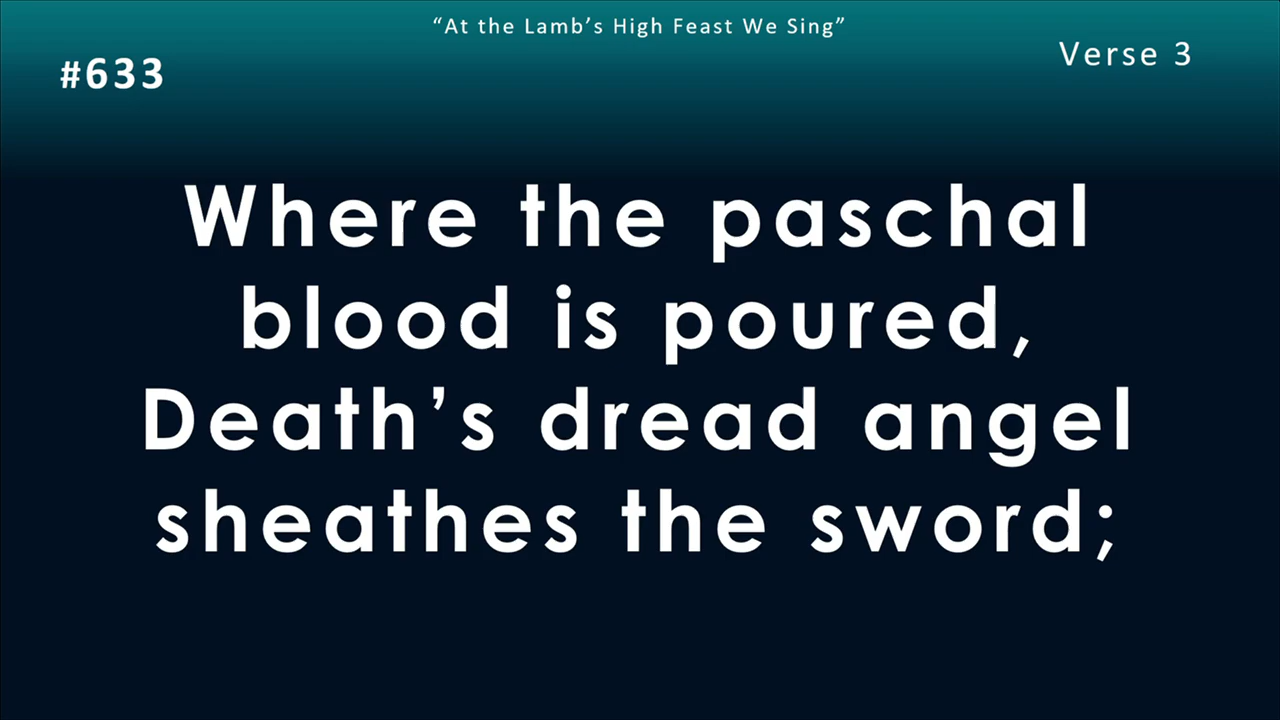 “At the Lamb’s High Feast We Sing”
#633
Verse 3
Where the paschal
blood is poured,
Death’s dread angel
sheathes the sword;